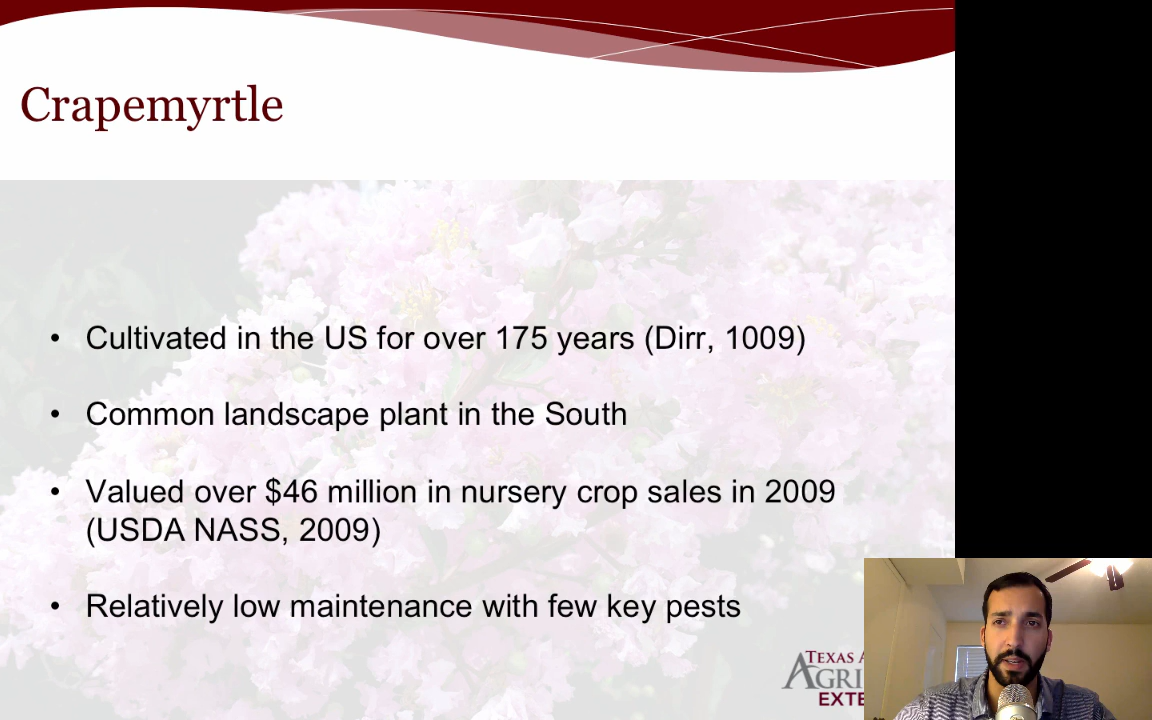 Crapemyrtle
• Cultivated in the US for over 175 years (Dirr, 1009)
• Common landscape plant in the South
• Valued over $46 million in nursery crop sales in 2009
(USDA NASS, 2009)
• Relatively low maintenance with few key pests
TEXAS A
AGRI
EXTE